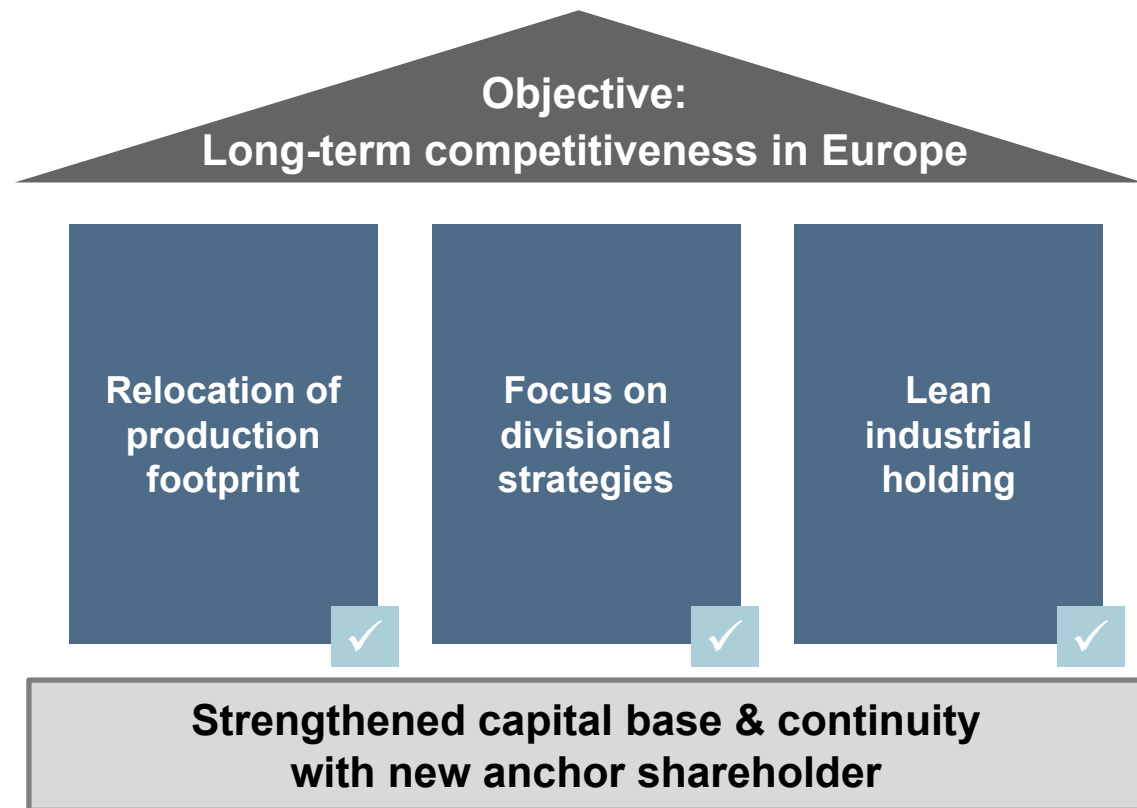 Objective:
Long-term competitiveness in Europe
Relocation of
production
footprint
Focus on
divisional
strategies
Lean
industrial
holding
Strengthened capital base & continuity
with new anchor shareholder